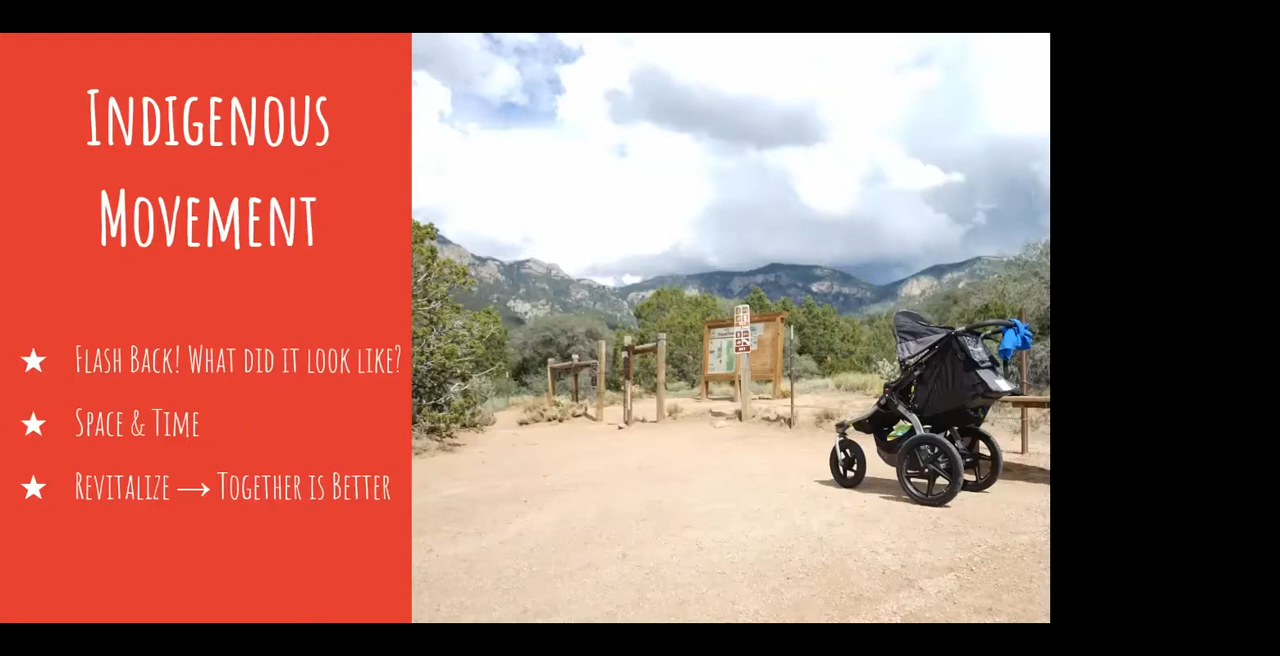 Indigenous
Movement
★ Flash Back! What did it look like?
★ Space & Time
★ Revitalize → Together is Better